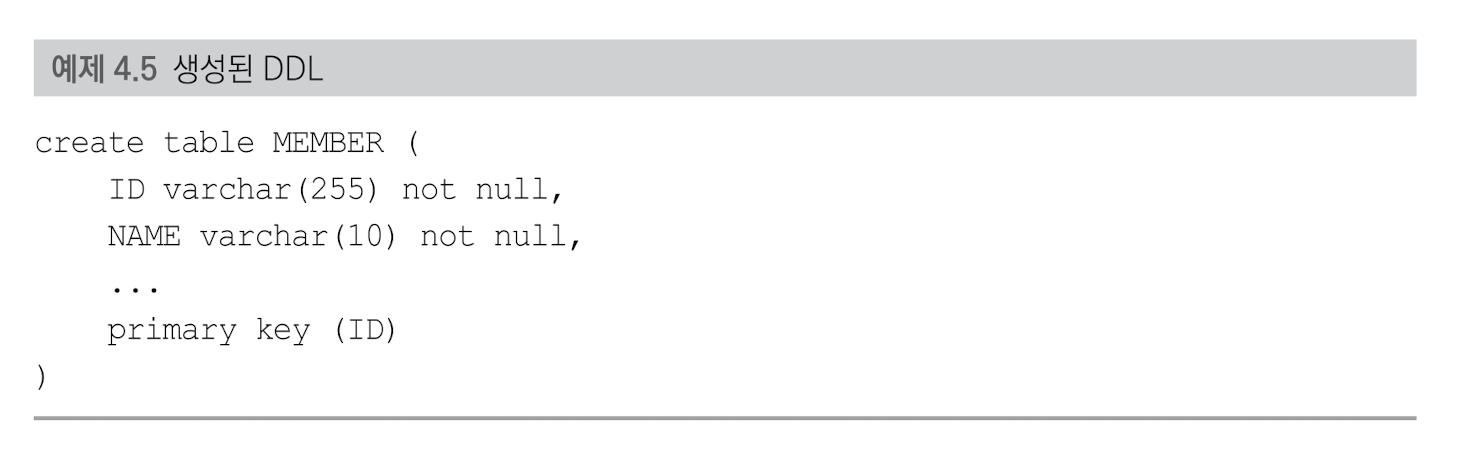 예제 4.5 생성된 DDL
create table MEMBER (
    ID varchar(255) not null,
    NAME varchar(10) not null,
    ...
    primary key (ID)
)